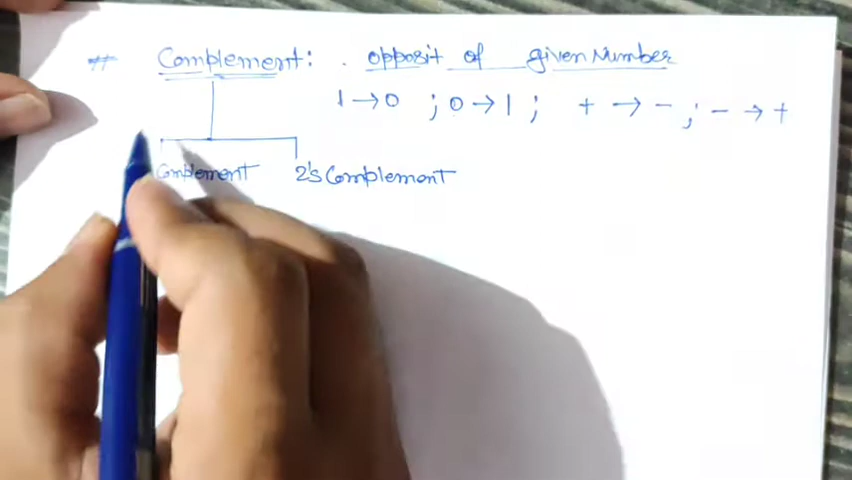 # Complement: . opposit of given Number
1 → 0 ; 0 → 1 ; + → - ; - → +
Complement 2's Complement